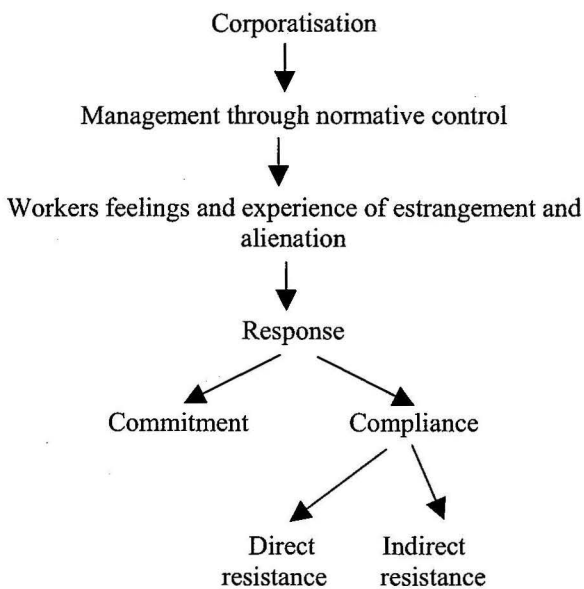 Corporatisation
Management through normative control
Workers feelings and experience of estrangement and
alienation
Response
Commitment
Compliance
Direct
resistance
Indirect
resistance